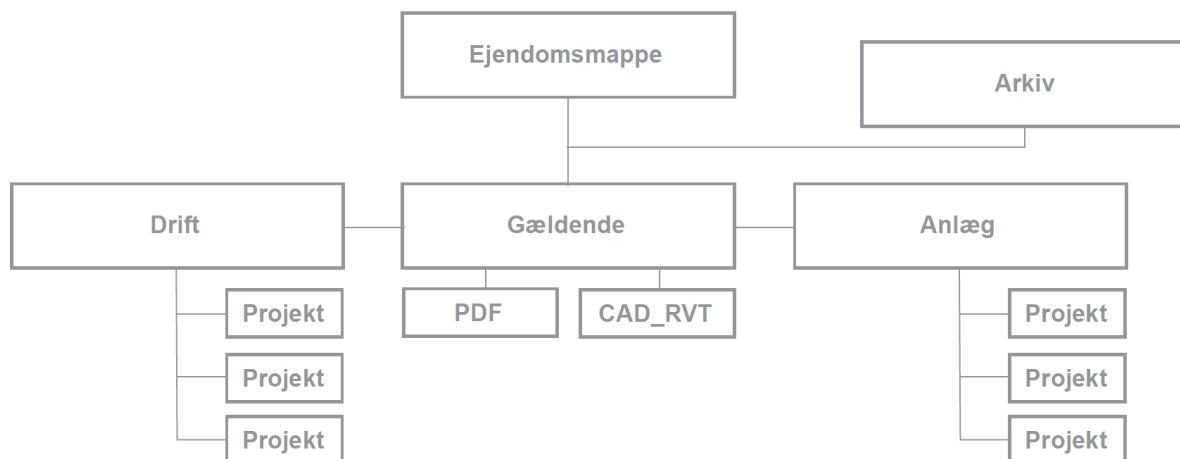 Ejendomsmappe
Arkiv
Drift
Gældende
Anlæg
PDF
CAD_RVT
Projekt
Projekt
Projekt
Projekt
Projekt
Projekt